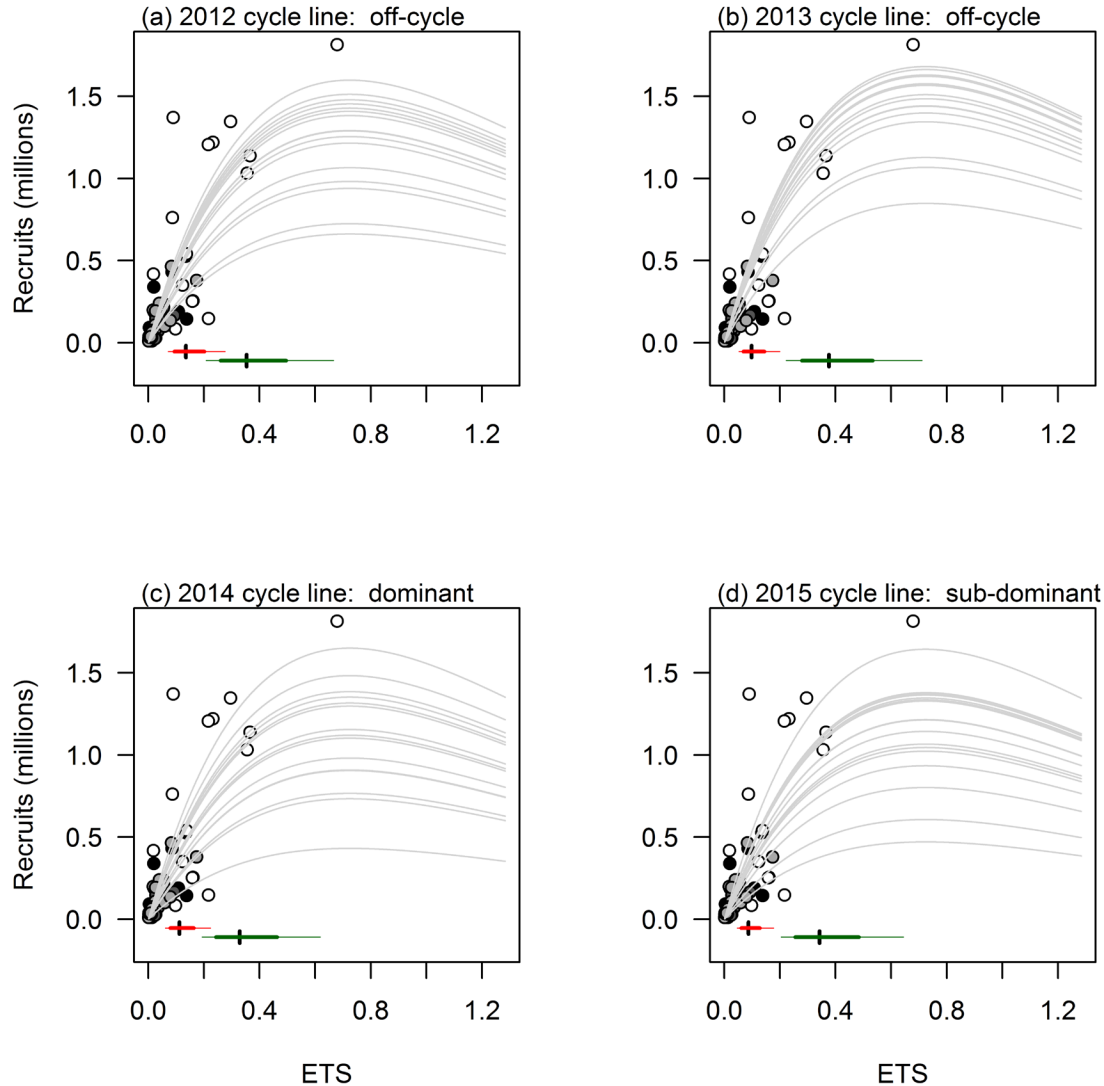 (a) 2012 cycle line: off-cycle
(b) 2013 cycle line: off-cycle
Recruits (millions)
1.5
1.0
0.5
0.0
0.0 0.4 0.8 1.2
1.5
1.0
0.5
0.0
0.0 0.4 0.8 1.2
(c) 2014 cycle line: dominant
(d) 2015 cycle line: sub-dominant
Recruits (millions)
1.5
1.0
0.5
0.0
0.0 0.4 0.8 1.2
ETS
1.5
1.0
0.5
0.0
0.0 0.4 0.8 1.2
ETS